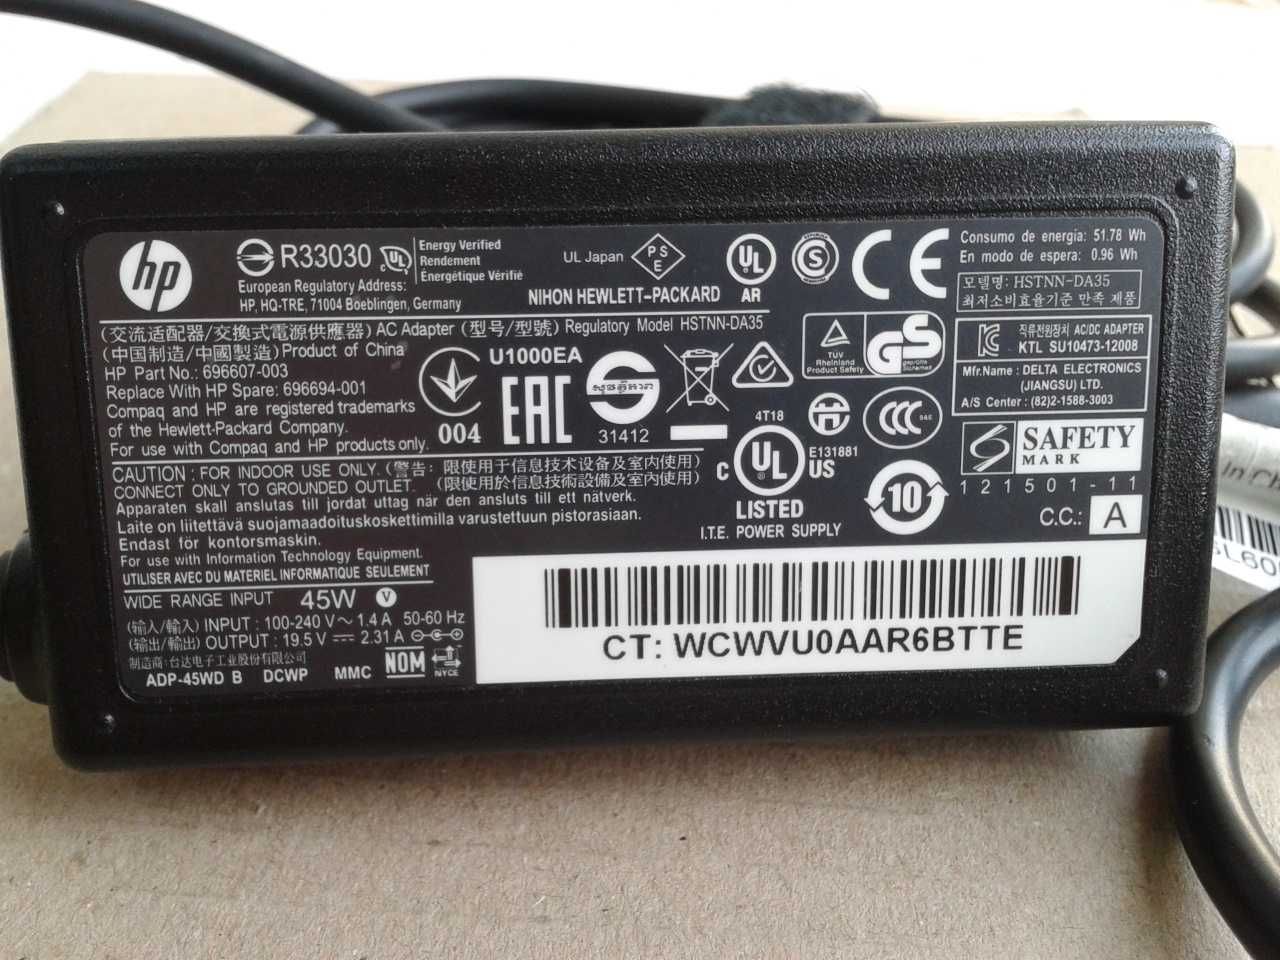 hp
R33030
c UL
Energy Verified
Rendement
Énergétique Vérifié
European Regulatory Address:
HP, HQ-TRE, 71004 Boeblingen, Germany
UL Japan
PSE
NIHON HEWLETT-PACKARD
UL
AR
S
CE
Consumo de energía: 51.78 Wh
En modo de espera: 0.96 Wh
모델명: HSTNN-DA35
최저소비효율기준 만족 제품
(交流适配器/交換式電源供應器) AC Adapter (型号/型號) Regulatory Model HSTNN-DA35
(中国制造/中國製造) Product of China
HP Part No.: 696607-003
Replace With HP Spare: 696694-001
Compaq and HP are registered trademarks
of the Hewlett-Packard Company.
For use with Compaq and HP products only.
004
U1000EA
EAC
31412
4T18
TÜV
Rheinland
Product Safety
GS
geprüfte
Sicherheit
직류전원장치 AC/DC ADAPTER
KTL SU10473-12008
Mfr.Name : DELTA ELECTRONICS
(JIANGSU) LTD.
A/S Center : (82)2-1588-3003
E131881
CCC
S&E
C UL US
LISTED
I.T.E. POWER SUPPLY
10
SAFETY
MARK
121501-11
C.C.: A
CAUTION : FOR INDOOR USE ONLY. (警告: 限使用于信息技术设备及室内使用)
CONNECT ONLY TO GROUNDED OUTLET. (限使用於信息技術設備及室內使用)
Apparaten skall anslutas till jordat uttag när den ansluts till ett nätverk.
Laite on liitettävä suojamaadoituskoskettimilla varustettuun pistorasiaan.
Endast för kontorsmaskin.
For use with Information Technology Equipment.
UTILISER AVEC DU MATERIEL INFORMATIQUE SEULEMENT
WIDE RANGE INPUT 45W V
(输入/輸入) INPUT : 100-240 V~ 1.4 A 50-60 Hz
(输出/輸出) OUTPUT : 19.5 V ⎓ 2.31 A
制造商:台达电子工业股份有限公司
ADP-45WD B DCWP MMC
NOM
NYCE
CT: WCWVU0AAR6BTTE